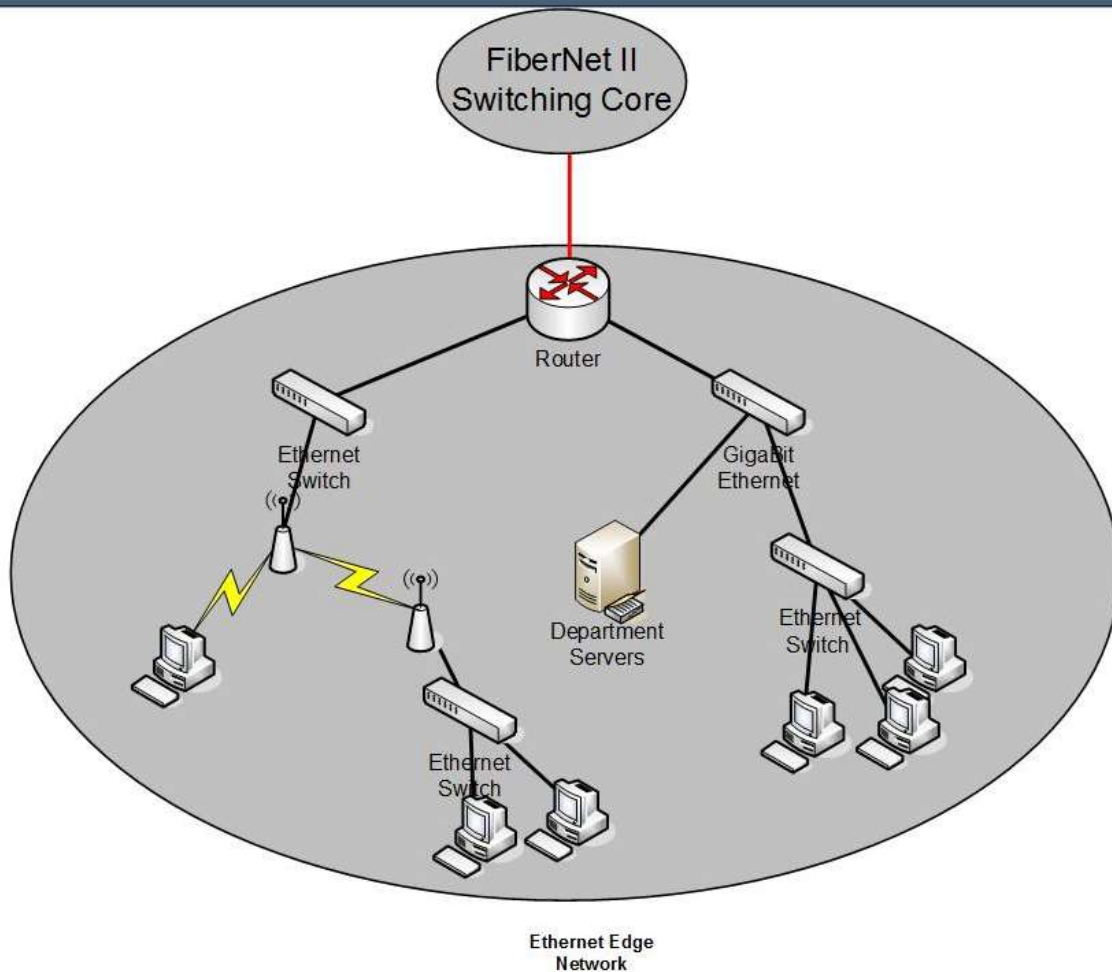 FiberNet II
Switching Core
Router
Ethernet
Switch
GigaBit
Ethernet
Department
Servers
Ethernet
Switch
Ethernet
Switch
Ethernet Edge
Network